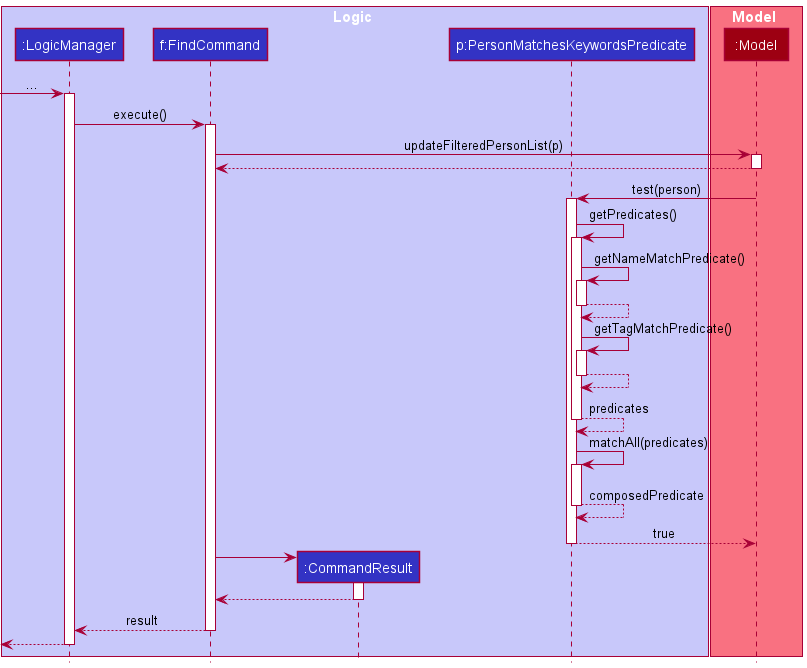 Logic
Model
:LogicManager
f:FindCommand
p:PersonMatchesKeywordsPredicate
:Model
...
execute()
updateFilteredPersonList(p)
test(person)
getPredicates()
getNameMatchPredicate()
getTagMatchPredicate()
predicates
matchAll(predicates)
composedPredicate
true
:CommandResult
result